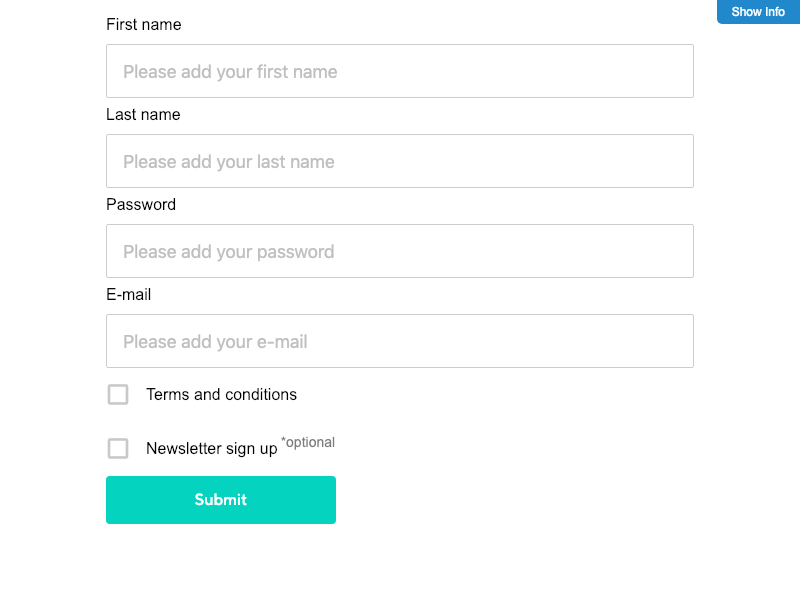 Show Info
First name
Please add your first name
Last name
Please add your last name
Password
Please add your password
E-mail
Please add your e-mail
Terms and conditions
Newsletter sign up *optional
Submit